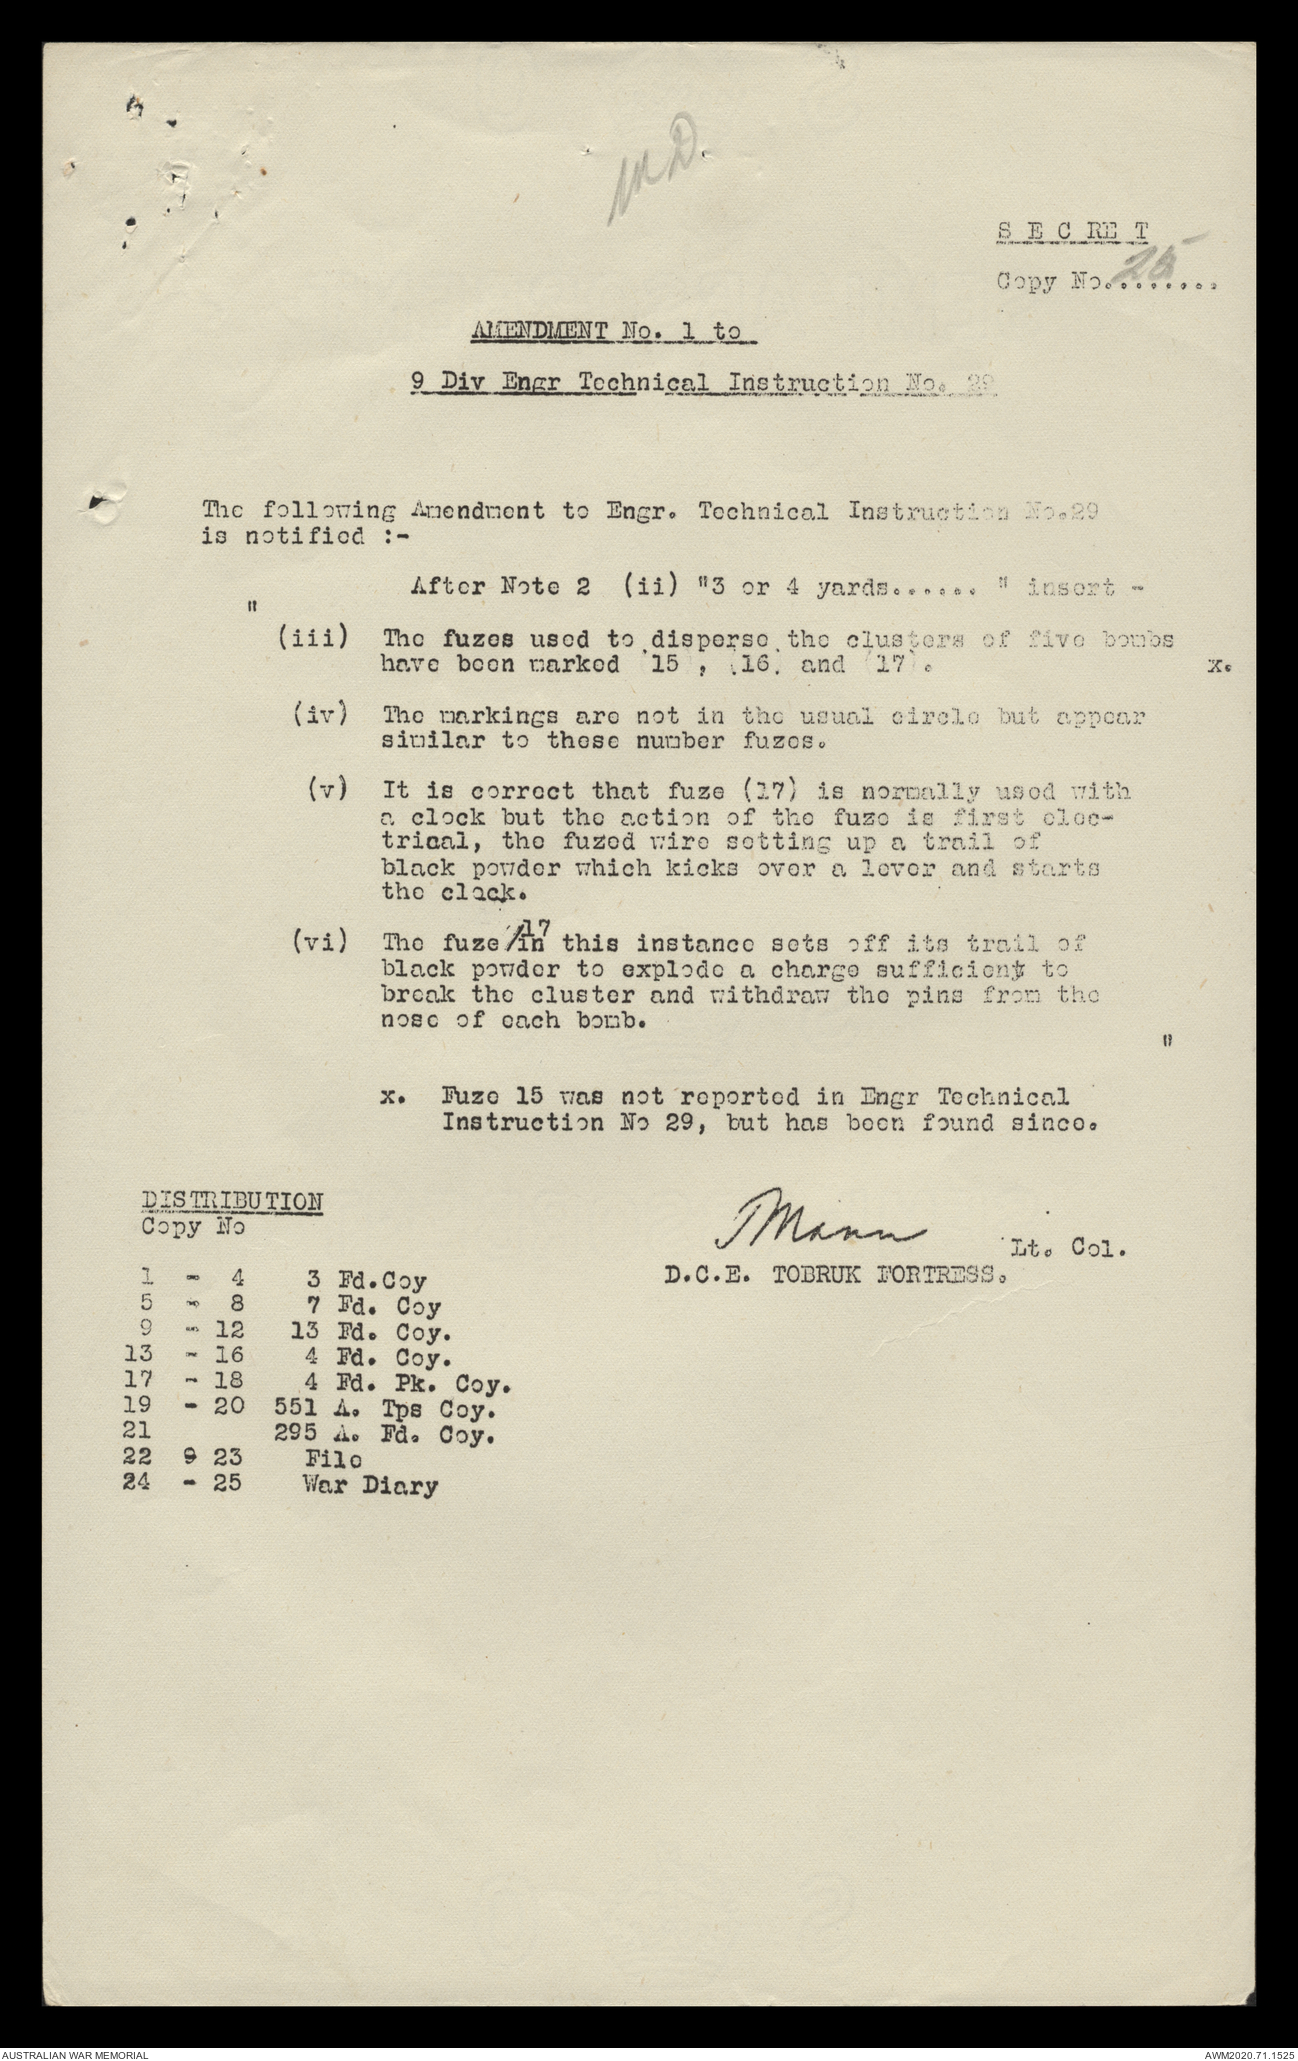 W D.
S E C RE T
Copy No......... 25
AMENDMENT No. 1 to
9 Div Engr Technical Instruction No. 29
The following Amendment to Engr. Technical Instruction No.29
is notified :-
After Note 2 (ii) "3 or 4 yards...... " insert -
"
(iii) The fuzes used to disperse the clusters of five bombs
have been marked (15), (16) and (17). x.
(iv) The markings are not in the usual circle but appear
similar to these number fuzes.
(v) It is correct that fuze (17) is normally used with
a clock but the action of the fuze is first elec-
trical, the fuzed wire setting up a trail of
black powder which kicks over a lever and starts
the clock.
(vi) The fuze /17 in this instance sets off its trail of
black powder to explode a charge sufficient to
break the cluster and withdraw the pins from the
nose of each bomb.
"
x. Fuze 15 was not reported in Engr Technical
Instruction No 29, but has been found since.
DISTRIBUTION
Copy No
JMann Lt. Col.
D.C.E. TOBRUK FORTRESS.
1 - 4 3 Fd.Coy
5 - 8 7 Fd. Coy
9 - 12 13 Fd. Coy.
13 - 16 4 Fd. Coy.
17 - 18 4 Fd. Pk. Coy.
19 - 20 551 A. Tps Coy.
21 295 A. Fd. Coy.
22 9 23 File
24 - 25 War Diary
AUSTRALIAN WAR MEMORIAL
AWM2020.71.1525